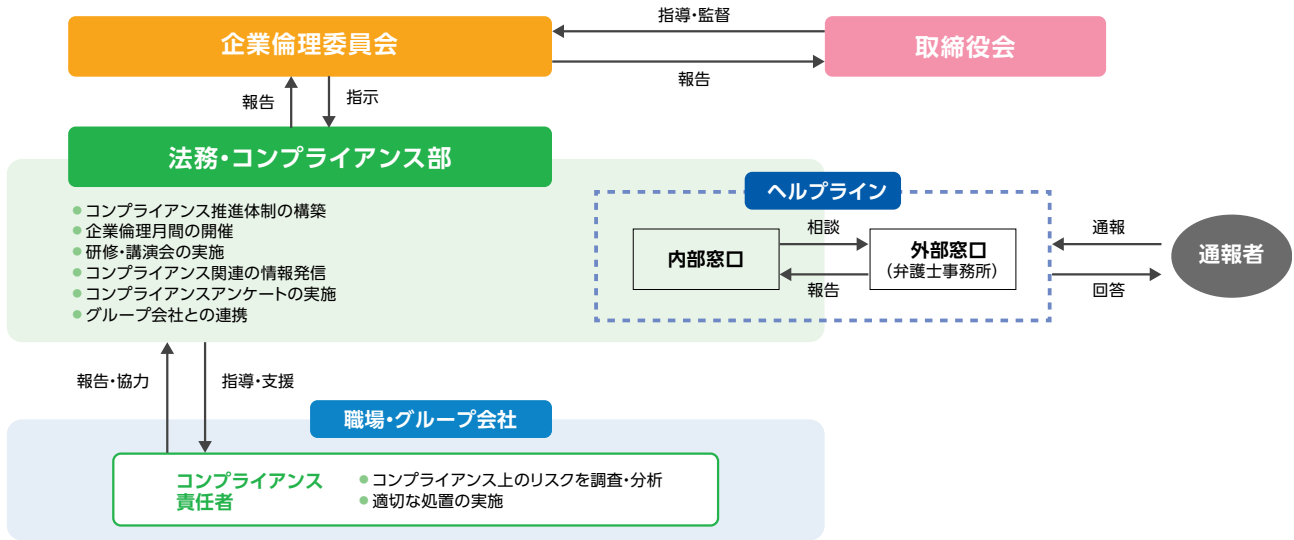 企業倫理委員会
指導・監督
取締役会
報告
報告
指示
法務・コンプライアンス部
コンプライアンス推進体制の構築
企業倫理月間の開催
研修・講演会の実施
コンプライアンス関連の情報発信
コンプライアンスアンケートの実施
グループ会社との連携
ヘルプライン
内部窓口
相談
報告
外部窓口
（弁護士事務所）
通報
回答
通報者
報告・協力
指導・支援
職場・グループ会社
コンプライアンス
責任者
コンプライアンス上のリスクを調査・分析
適切な処置の実施